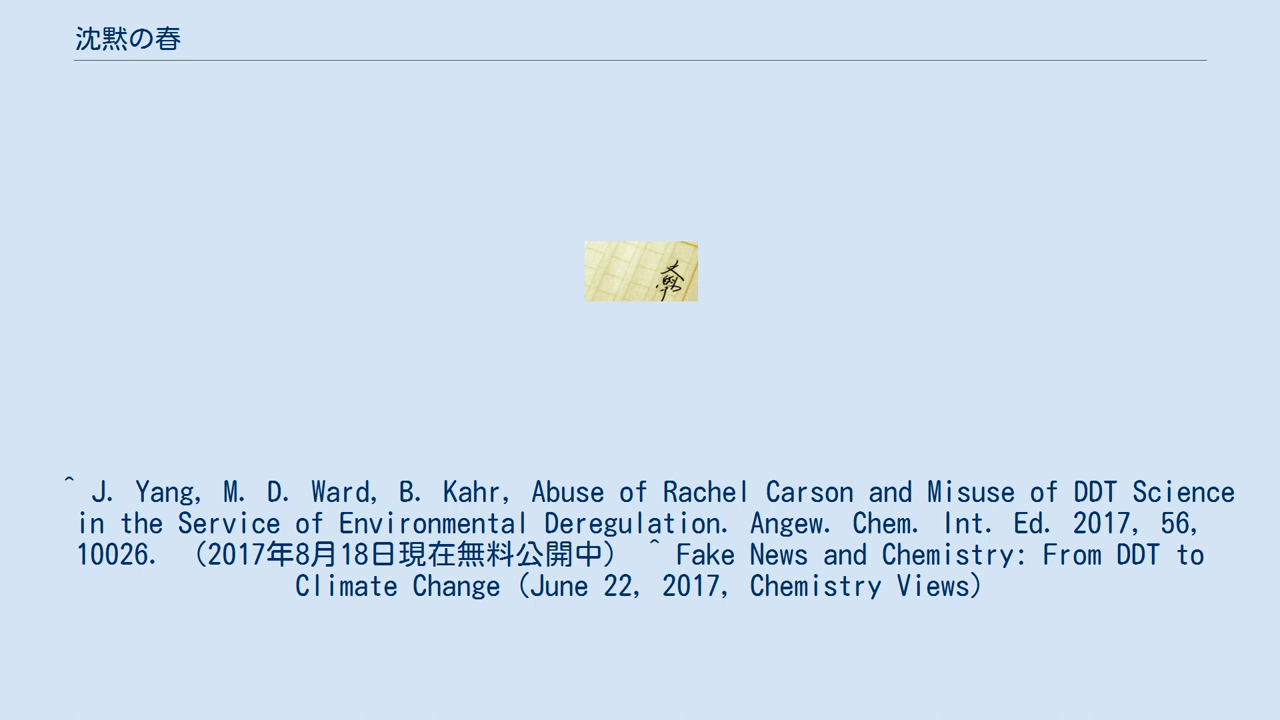 沈黙の春
^ J. Yang, M. D. Ward, B. Kahr, Abuse of Rachel Carson and Misuse of DDT Science
in the Service of Environmental Deregulation. Angew. Chem. Int. Ed. 2017, 56,
10026. （2017年8月18日現在無料公開中） ^ Fake News and Chemistry: From DDT to
Climate Change (June 22, 2017, Chemistry Views)